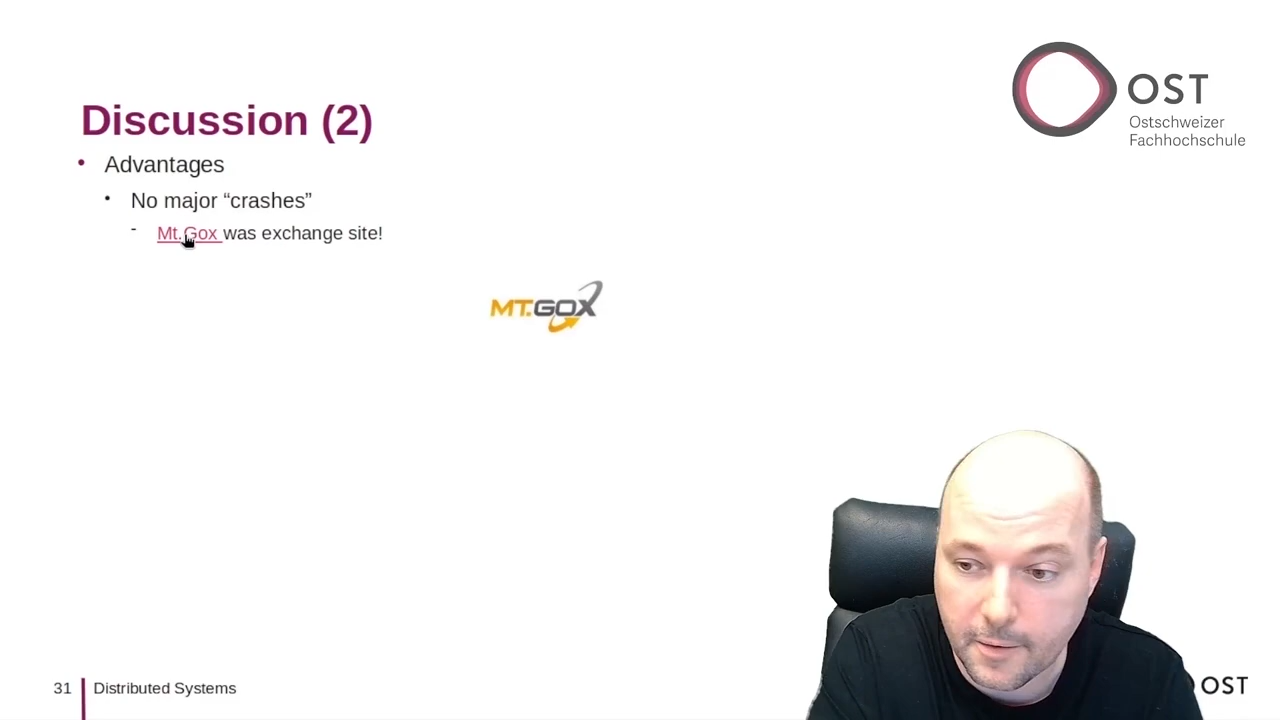 OST
Ostschweizer
Fachhochschule
Discussion (2)
• Advantages
• No major “crashes”
- Mt.Gox was exchange site!
MT.GOX
31 Distributed Systems
OST